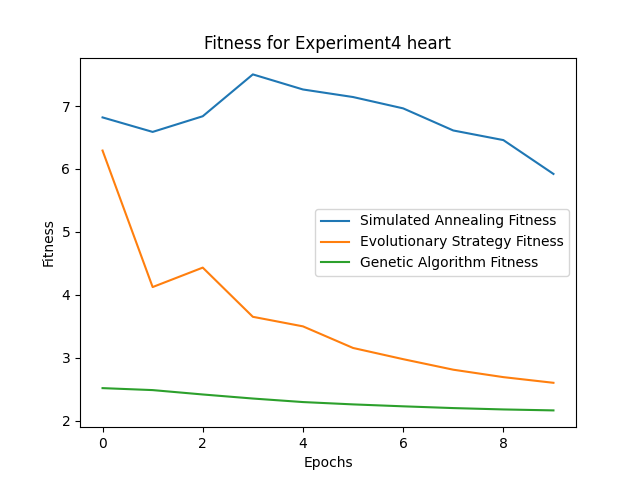 Fitness for Experiment4 heart
7
6
5
4
3
2
Fitness
Simulated Annealing Fitness
Evolutionary Strategy Fitness
Genetic Algorithm Fitness
0 2 4 6 8
Epochs